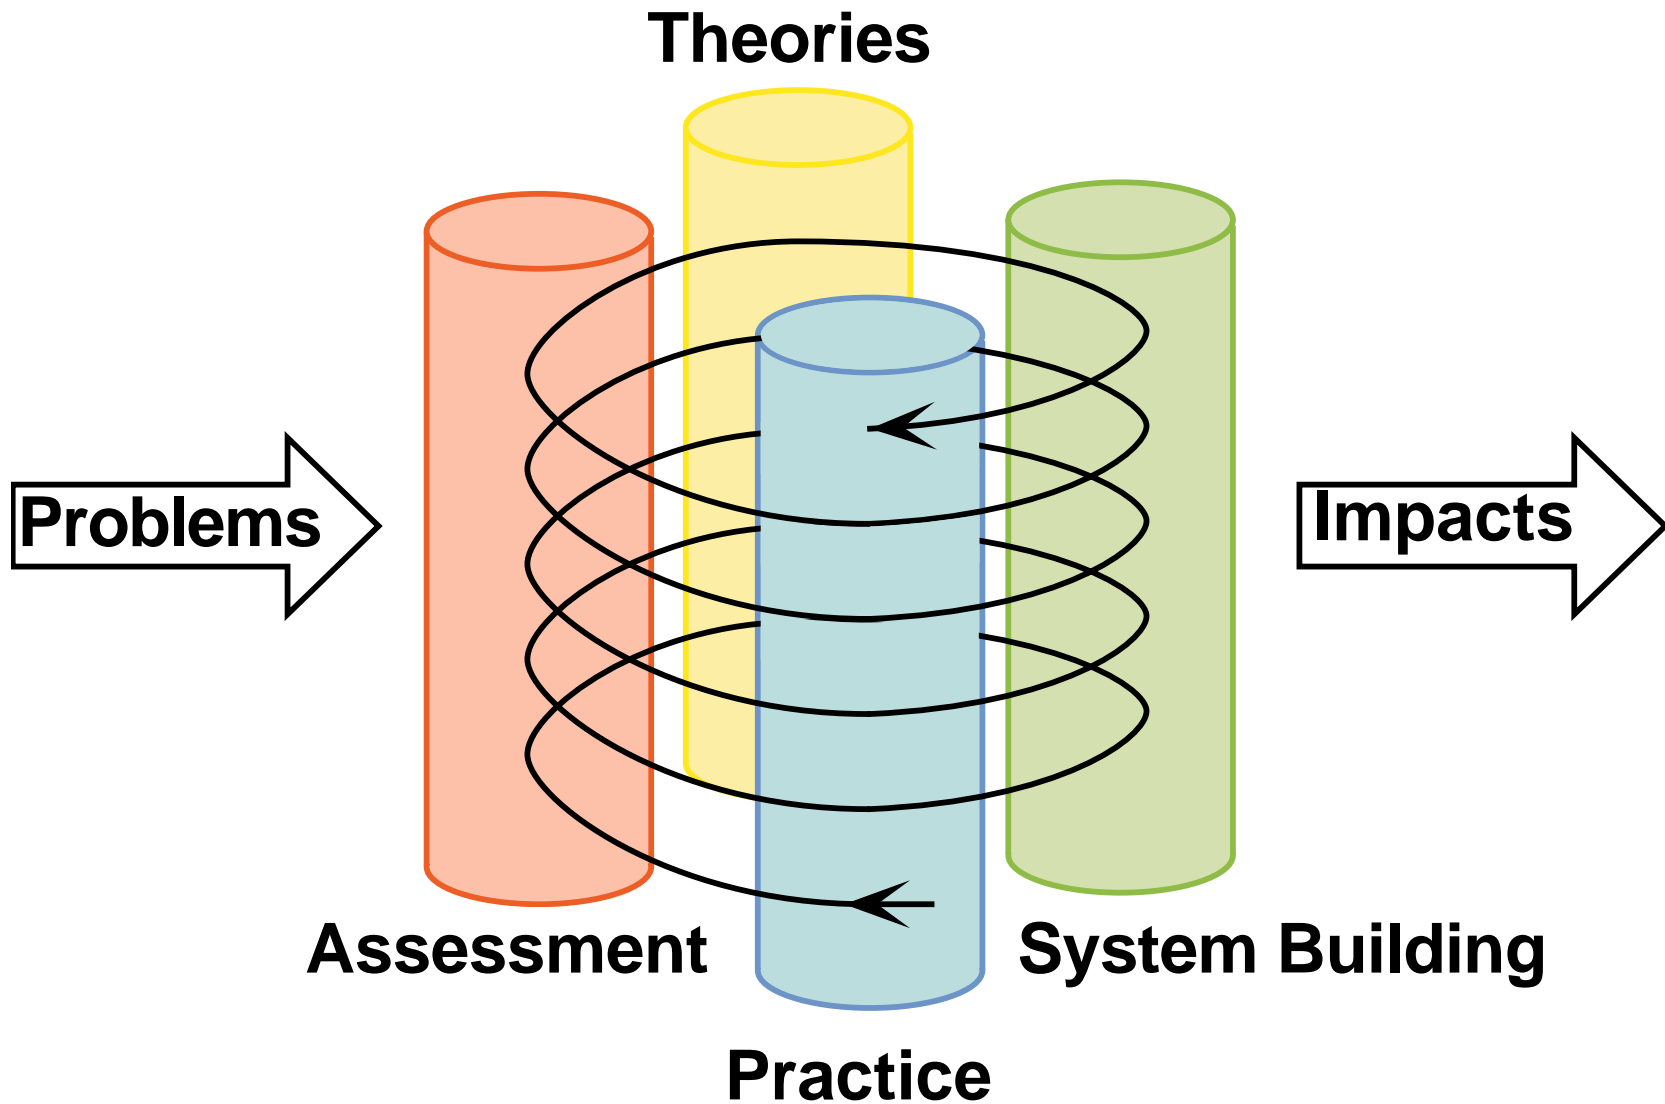 Theories
Problems
Impacts
Assessment
System Building
Practice